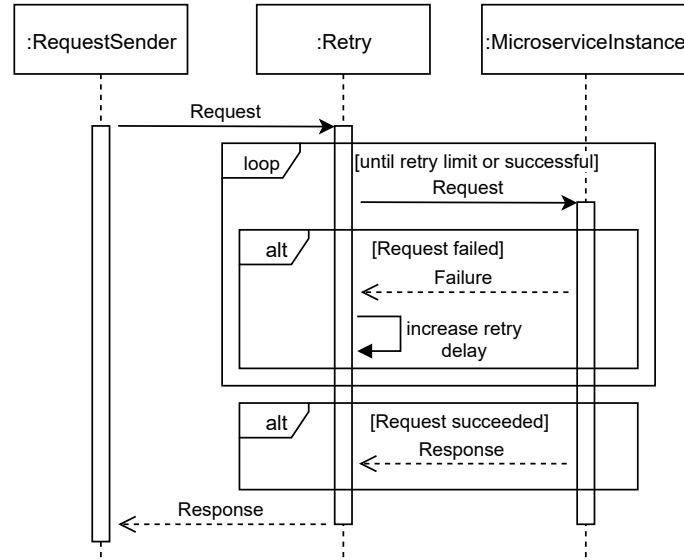 :RequestSender
:Retry
:MicroserviceInstance
Request
loop
[until retry limit or successful]
Request
alt
[Request failed]
Failure
increase retry
delay
alt
[Request succeeded]
Response
Response